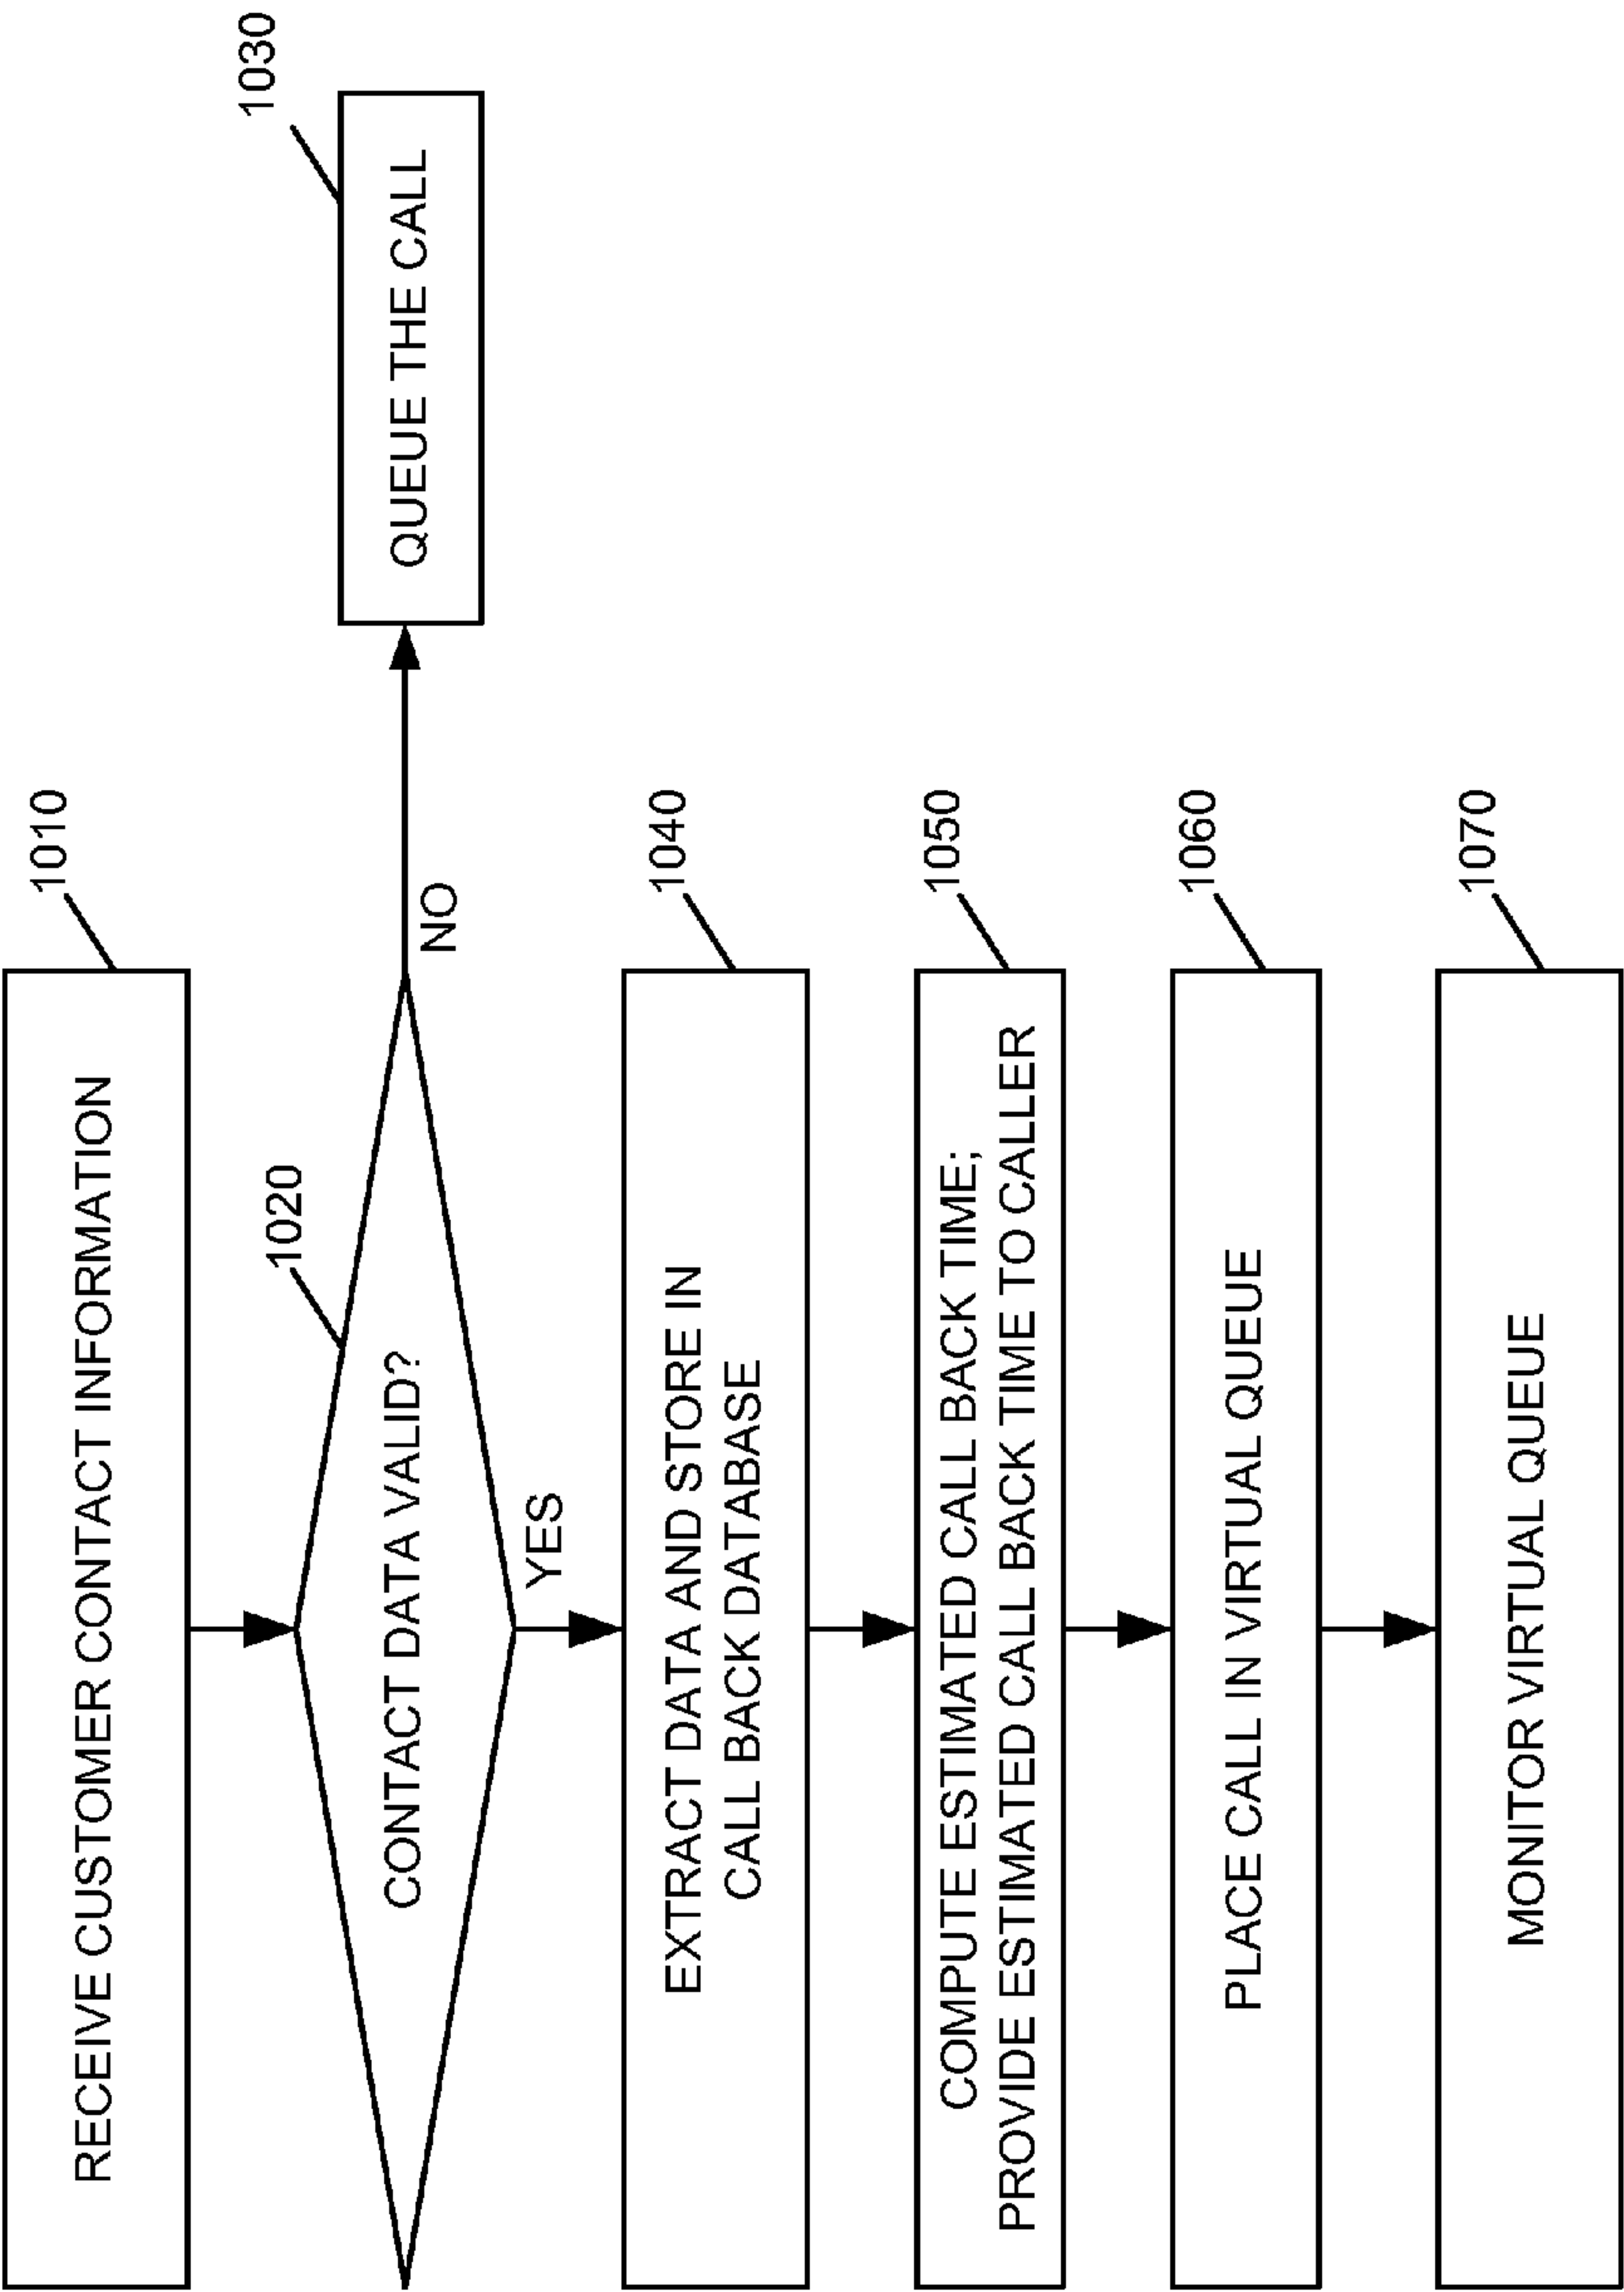 1010
RECEIVE CUSTOMER CONTACT INFORMATION
1020
CONTACT DATA VALID?
NO
1030
QUEUE THE CALL
YES
1040
EXTRACT DATA AND STORE IN
CALL BACK DATABASE
1050
COMPUTE ESTIMATED CALL BACK TIME;
PROVIDE ESTIMATED CALL BACK TIME TO CALLER
1060
PLACE CALL IN VIRTUAL QUEUE
1070
MONITOR VIRTUAL QUEUE